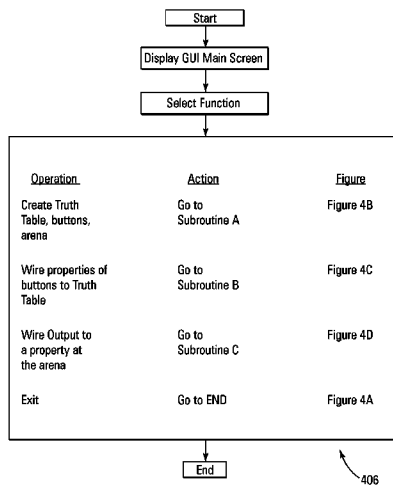 Start
Display GUI Main Screen
Select Function
Operation Action Figure
Create Truth Go to Figure 4B
Table, buttons, Subroutine A
arena
Wire properties of Go to Figure 4C
buttons to Truth Subroutine B
Table
Wire Output to Go to Figure 4D
a property at Subroutine C
the arena
Exit Go to END Figure 4A
End
406